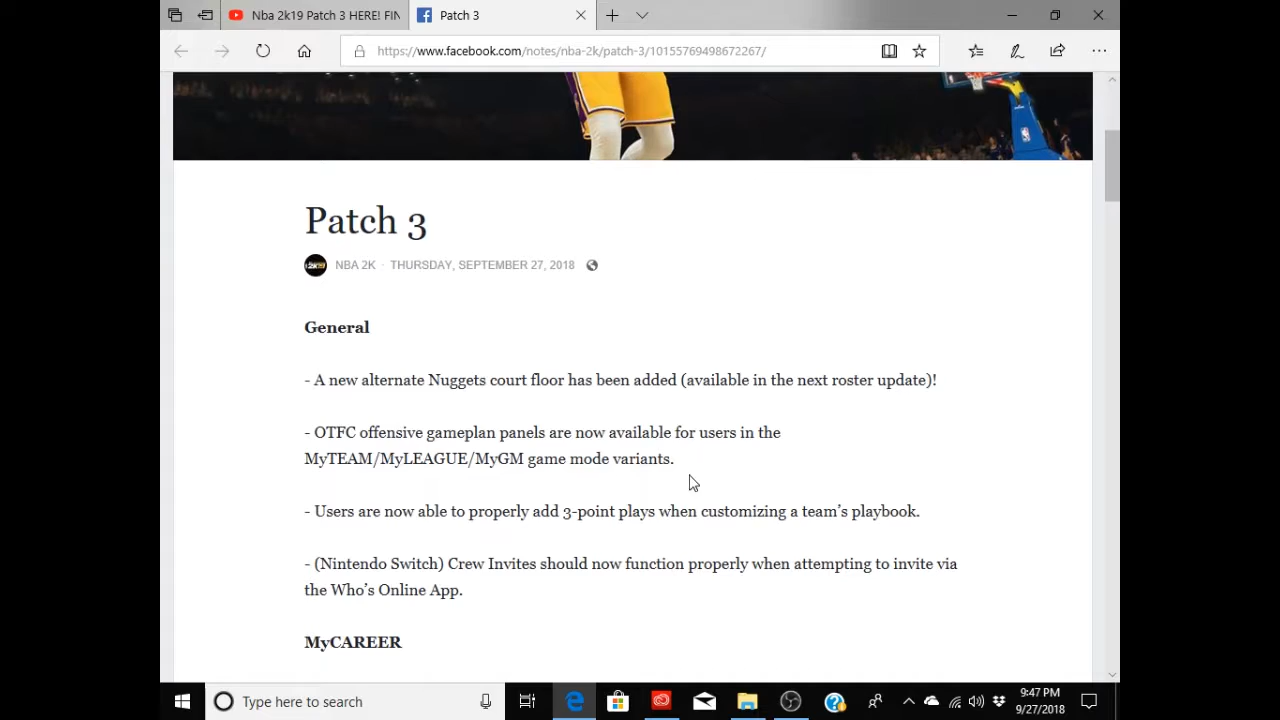 Nba 2k19 Patch 3 HERE! FIN
Patch 3
https://www.facebook.com/notes/nba-2k/patch-3/10155769498672267/
Patch 3
NBA 2K · THURSDAY, SEPTEMBER 27, 2018
General
- A new alternate Nuggets court floor has been added (available in the next roster update)!
- OTFC offensive gameplan panels are now available for users in the
MyTEAM/MyLEAGUE/MyGM game mode variants.
- Users are now able to properly add 3-point plays when customizing a team’s playbook.
- (Nintendo Switch) Crew Invites should now function properly when attempting to invite via
the Who’s Online App.
MyCAREER
Type here to search
9:47 PM
9/27/2018